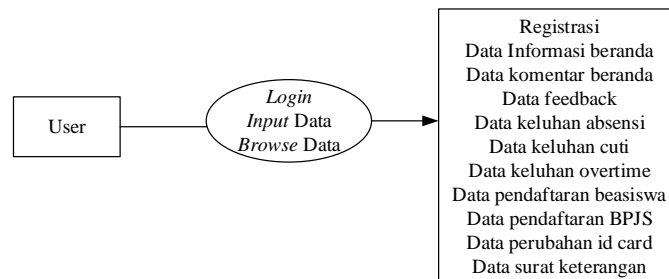 User
Login
Input Data
Browse Data
Registrasi
Data Informasi beranda
Data komentar beranda
Data feedback
Data keluhan absensi
Data keluhan cuti
Data keluhan overtime
Data pendaftaran beasiswa
Data pendaftaran BPJS
Data perubahan id card
Data surat keterangan